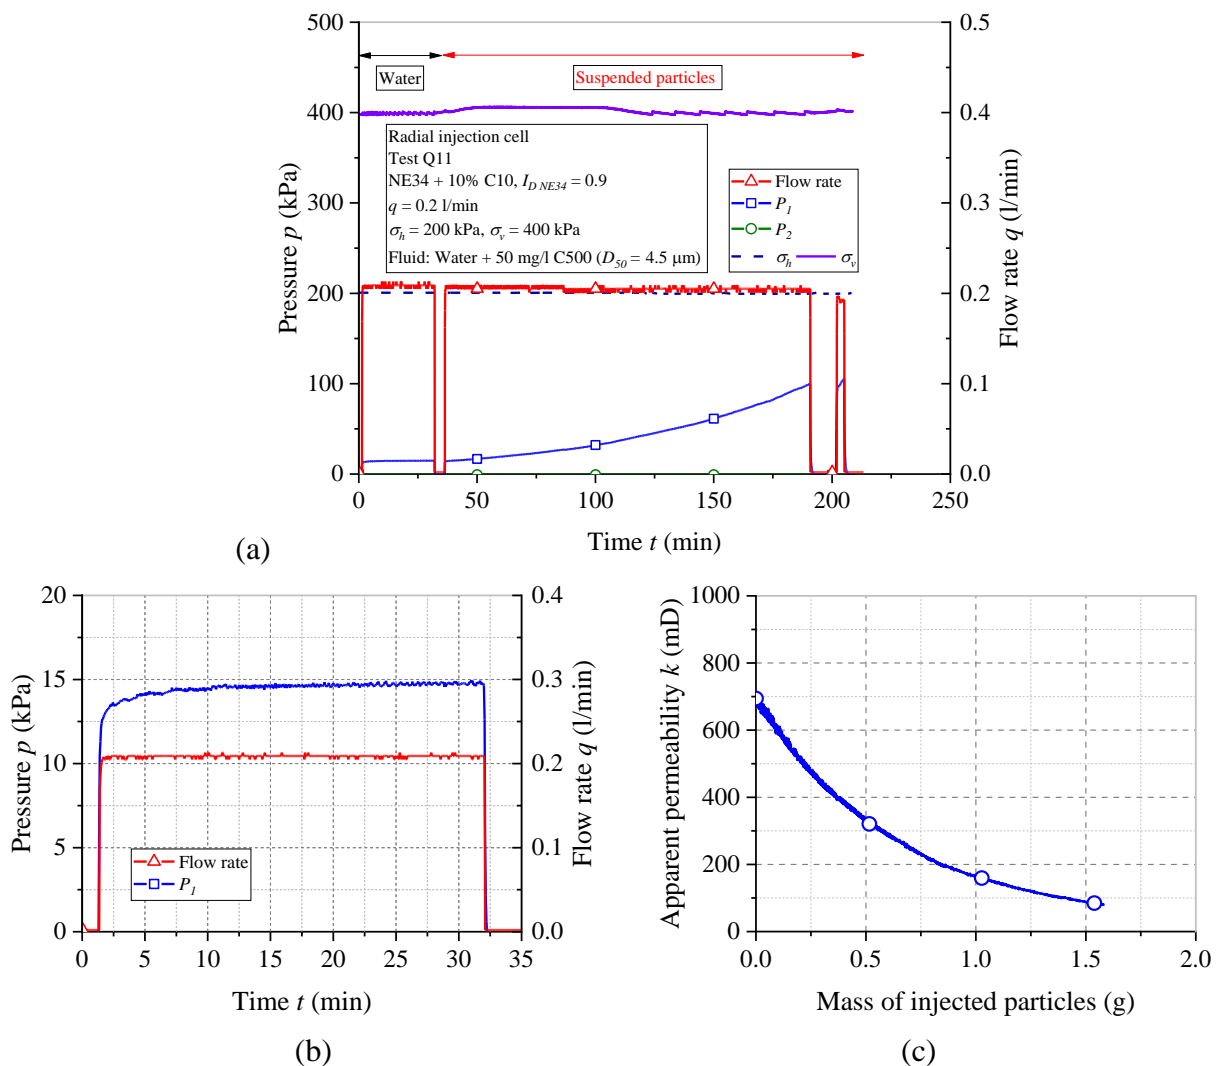 500
400
300
200
100
0
Pressure p (kPa)
0.5
0.4
0.3
0.2
0.1
0.0
Flow rate q (l/min)
Water
Suspended particles
Radial injection cell
Test Q11
NE34 + 10% C10, I_D NE34 = 0.9
q = 0.2 l/min
σ_h = 200 kPa, σ_v = 400 kPa
Fluid: Water + 50 mg/l C500 (D_50 = 4.5 μm)
Flow rate
P_1
P_2
σ_h σ_v
0 50 100 150 200 250
Time t (min)
(a)
20
15
10
5
0
Pressure p (kPa)
0.4
0.3
0.2
0.1
0.0
Flow rate q (l/min)
Flow rate
P_1
0 5 10 15 20 25 30 35
Time t (min)
(b)
1000
800
600
400
200
0
Apparent permeability k (mD)
0.0 0.5 1.0 1.5 2.0
Mass of injected particles (g)
(c)